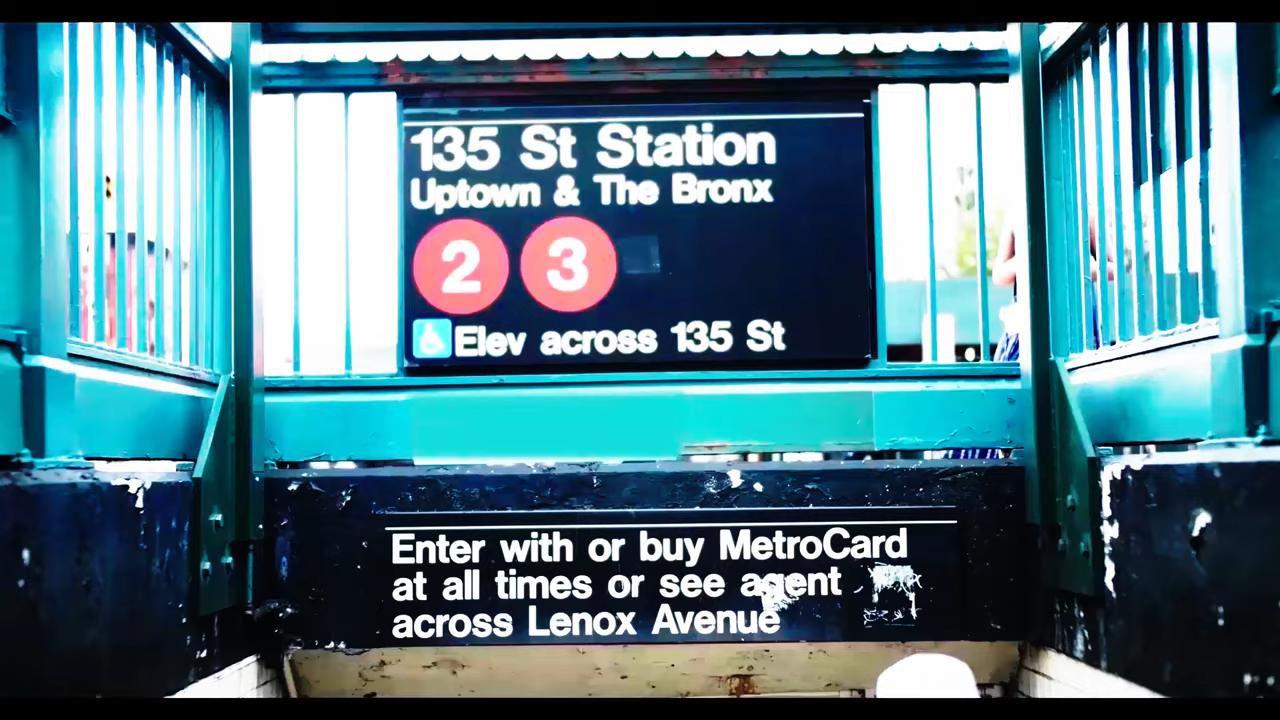 135 St Station
Uptown & The Bronx
2 3
Elev across 135 St
Enter with or buy MetroCard
at all times or see agent
across Lenox Avenue